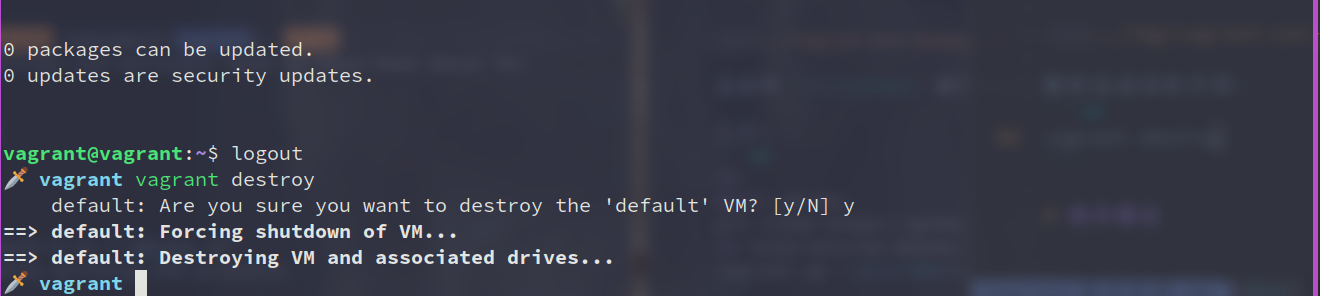 0 packages can be updated.
0 updates are security updates.
vagrant@vagrant:~$ logout
🗡 vagrant vagrant destroy
default: Are you sure you want to destroy the 'default' VM? [y/N] y
==> default: Forcing shutdown of VM...
==> default: Destroying VM and associated drives...
🗡 vagrant